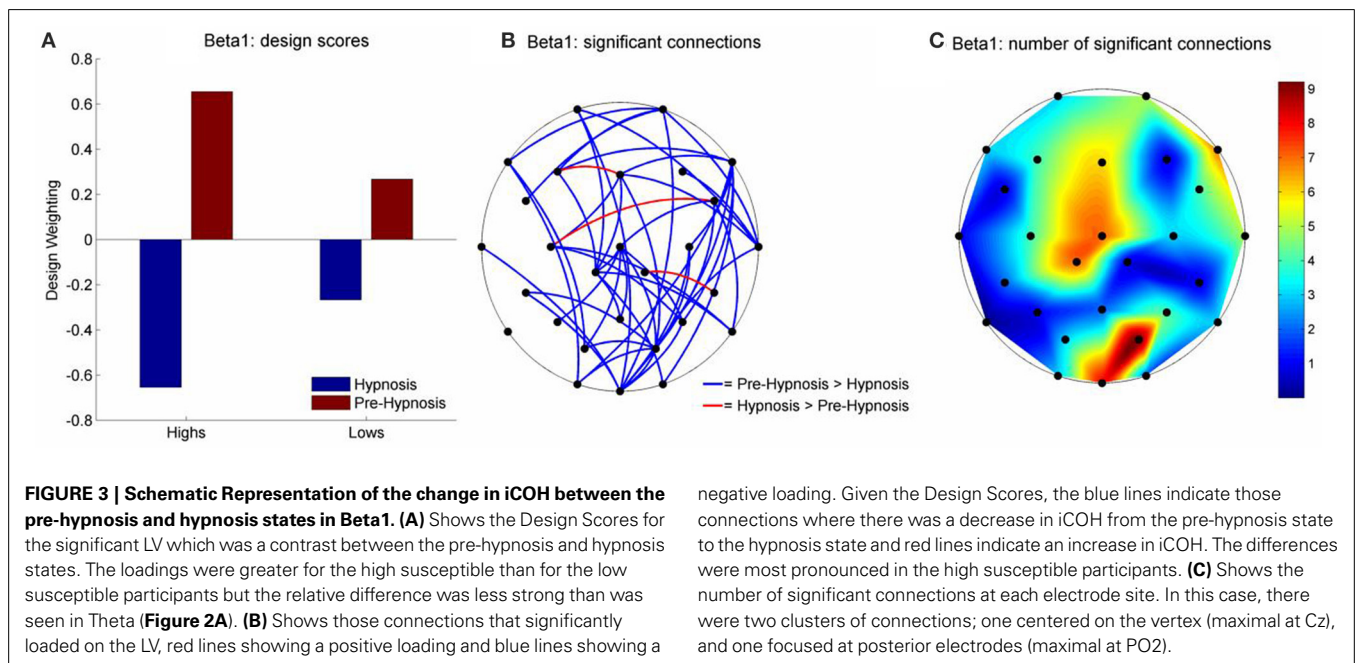 A
Beta1: design scores
0.8
0.6
0.4
0.2
0
-0.2
-0.4
-0.6
-0.8
Design Weighting
Hypnosis
Pre-Hypnosis
Highs
Lows
B
Beta1: significant connections
= Pre-Hypnosis > Hypnosis
= Hypnosis > Pre-Hypnosis
C
Beta1: number of significant connections
9
8
7
6
5
4
3
2
1
FIGURE 3 | Schematic Representation of the change in iCOH between the
pre-hypnosis and hypnosis states in Beta1. (A) Shows the Design Scores for
the significant LV which was a contrast between the pre-hypnosis and hypnosis
states. The loadings were greater for the high susceptible than for the low
susceptible participants but the relative difference was less strong than was
seen in Theta (Figure 2A). (B) Shows those connections that significantly
loaded on the LV, red lines showing a positive loading and blue lines showing a
negative loading. Given the Design Scores, the blue lines indicate those
connections where there was a decrease in iCOH from the pre-hypnosis state
to the hypnosis state and red lines indicate an increase in iCOH. The differences
were most pronounced in the high susceptible participants. (C) Shows the
number of significant connections at each electrode site. In this case, there
were two clusters of connections; one centered on the vertex (maximal at Cz),
and one focused at posterior electrodes (maximal at PO2).